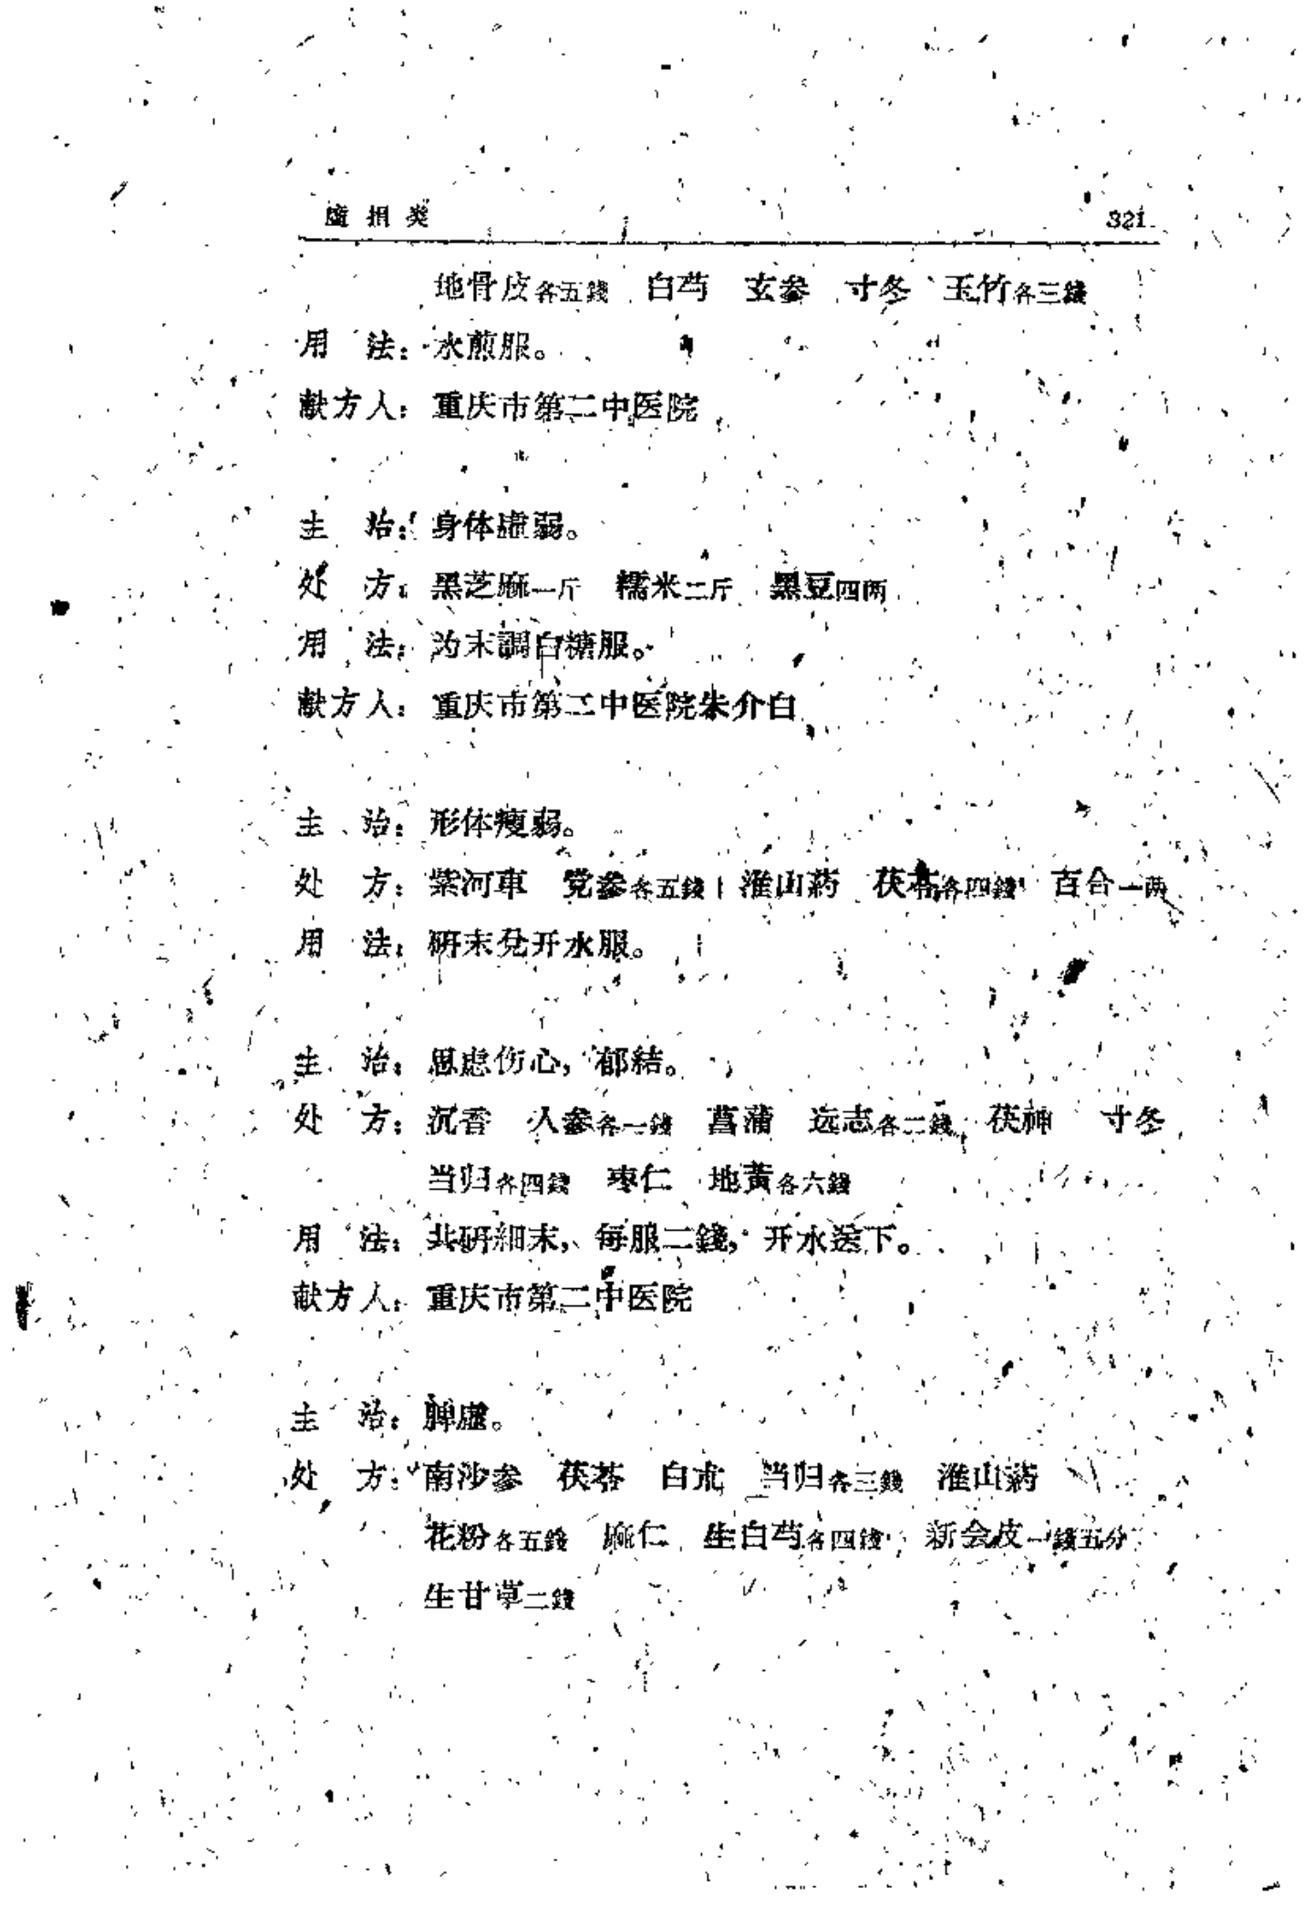 虛損类 321
地骨皮各五錢 白芍 玄参 寸冬 玉竹各三錢
用 法：水煎服。
献方人：重庆市第二中医院
主 治：身体虛弱。
处 方：黑芝麻一斤 糯米二斤 黑豆四两
用 法：为末調白糖服。
献方人：重庆市第二中医院朱介白
主 治：形体瘦弱。
处 方：紫河車 党参各五錢 淮山药 茯苓各四錢 百合一两
用 法：研末兌开水服。
主 治：思虑伤心，郁結。
处 方：沉香 人参各一錢 菖蒲 远志各二錢 茯神 寸冬
当归各四錢 枣仁 地黃各六錢
用 法：共研細末，每服二錢，开水送下。
献方人：重庆市第二中医院
主 治：脾虛。
处 方：南沙参 茯苓 白朮 当归各三錢 淮山药
花粉各五錢 麻仁 生白芍各四錢 新会皮一錢五分
生甘草二錢